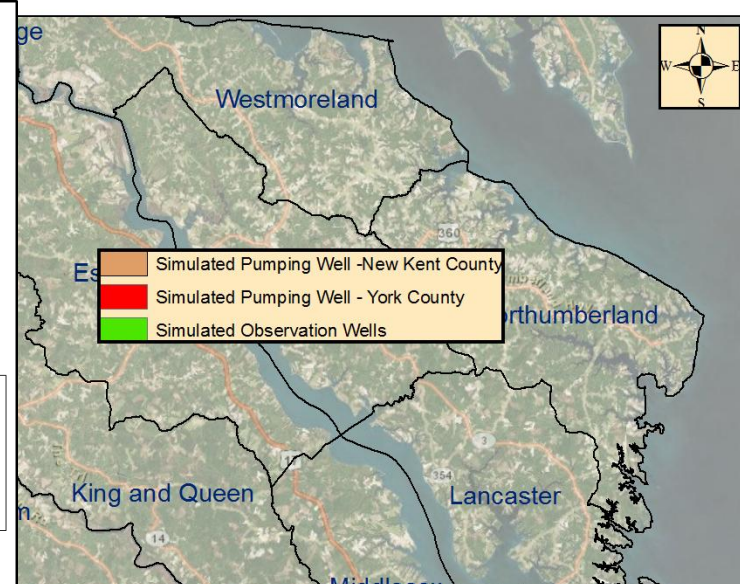 ge
N
W E
S
Westmoreland
360
Es
Simulated Pumping Well -New Kent County
Simulated Pumping Well - York County
Simulated Observation Wells
orthumberland
3
17
354
King and Queen
Lancaster
m
14